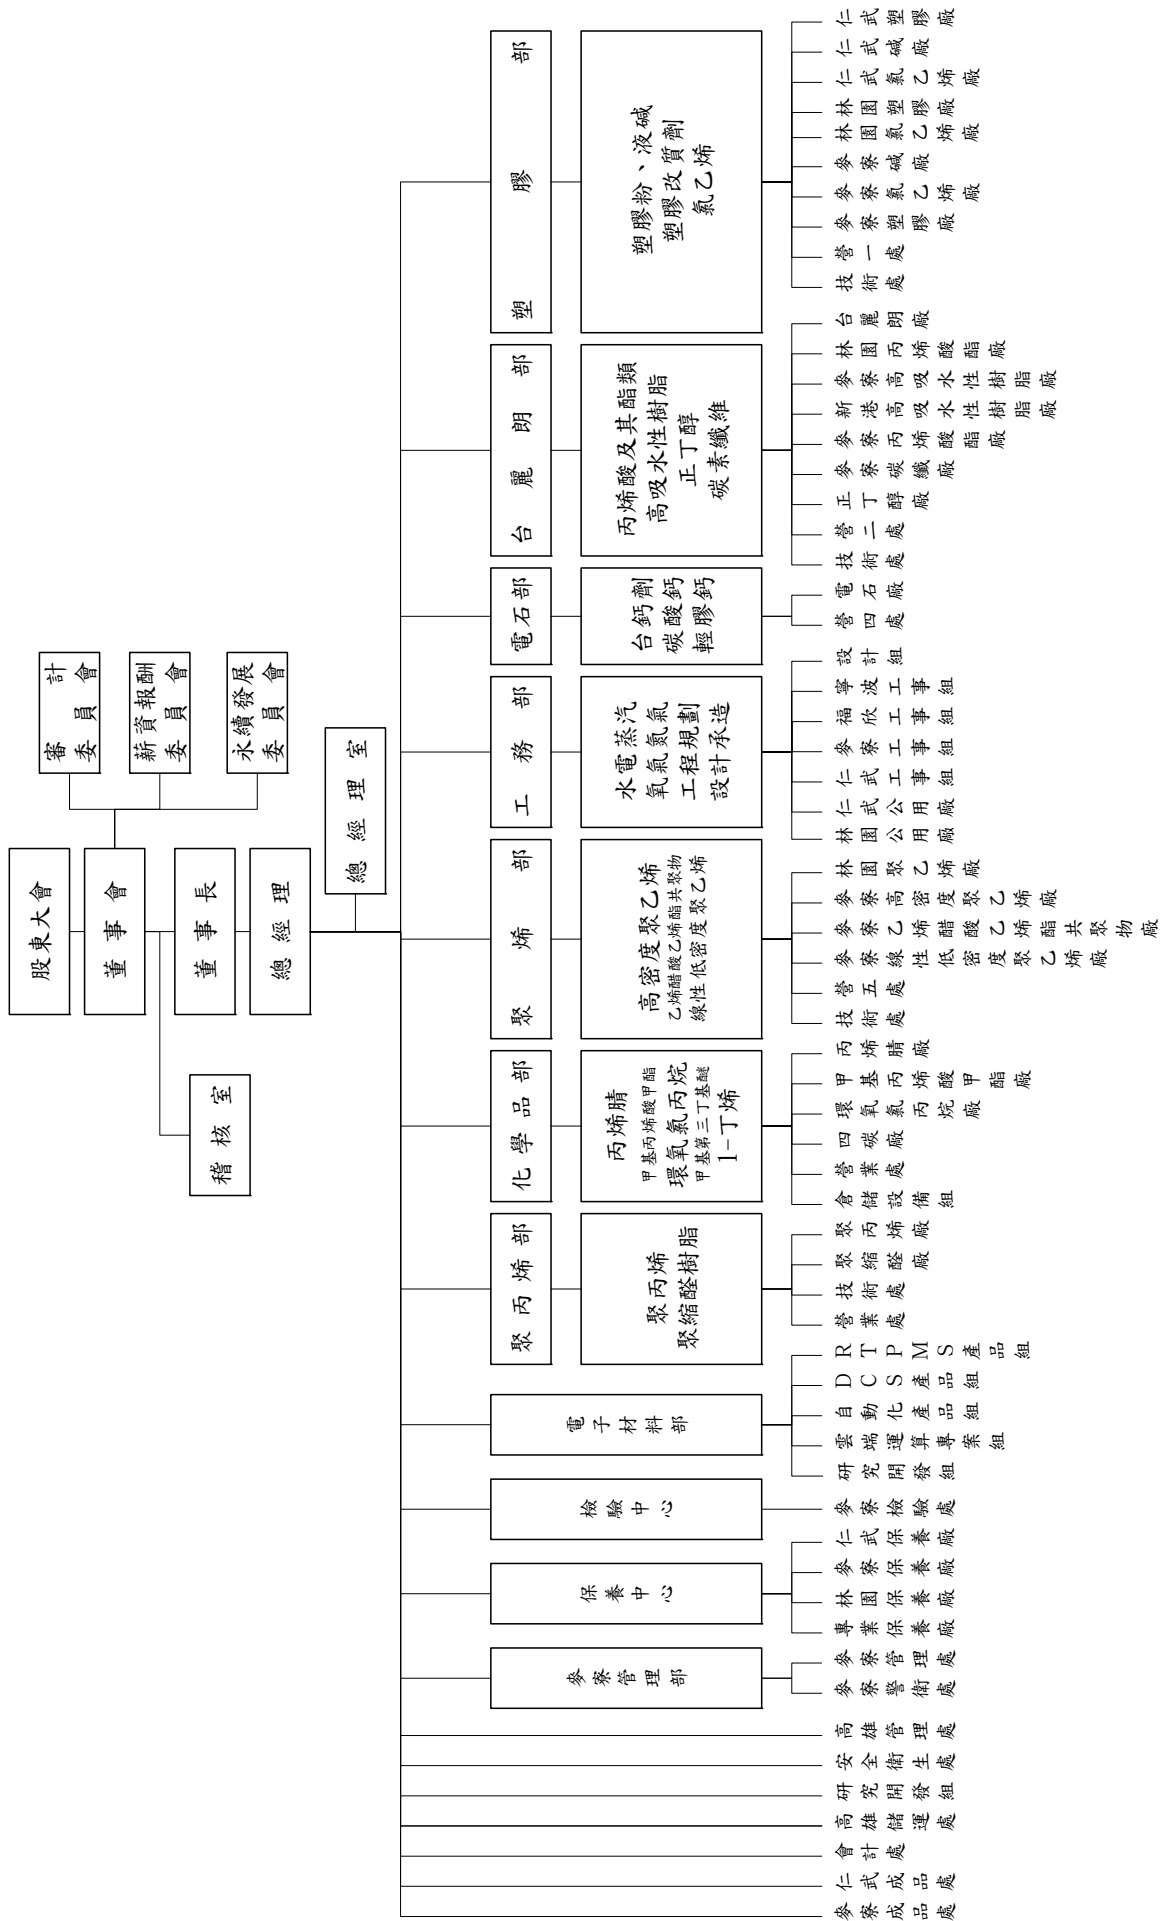 股東大會
董事會
審計
委員會
薪資報酬
委員會
永續發展
委員會
稽核室
董事長
總經理
總經理室
塑膠部
台麗朗部
電石部
工務部
聚烯部
化學品部
聚丙烯部
電子材料部
檢驗中心
保養中心
麥寮管理部
塑膠粉、液碱
塑膠改質劑
氯乙烯
丙烯酸及其酯類
高吸水性樹脂
正丁醇
碳素纖維
台鈣劑
碳酸鈣
輕膠鈣
水電蒸汽
氧氣氮氣
工程規劃
設計承造
高密度聚乙烯
乙烯醋酸乙烯酯共聚物
線性低密度聚乙烯
丙烯腈
甲基丙烯酸甲酯
環氧氯丙烷
甲基第三丁基醚
1-丁烯
聚丙烯
聚縮醛樹脂
仁武塑膠廠
仁武碱廠
仁武氯乙烯廠
林園塑膠廠
林園氯乙烯廠
麥寮碱廠
麥寮氯乙烯廠
麥寮塑膠廠
營一處
技術處
台麗朗廠
林園丙烯酸酯廠
麥寮高吸水性樹脂廠
新港高吸水性樹脂廠
麥寮丙烯酸酯廠
麥寮碳纖廠
正丁醇廠
營二處
技術處
電石廠
營四處
設計組
寧波工事組
福欣工事組
麥寮工事組
仁武工事組
仁武公用廠
林園公用廠
林園聚乙烯廠
麥寮高密度聚乙烯廠
麥寮乙烯醋酸乙烯酯共聚物廠
麥寮線性低密度聚乙烯廠
營五處
技術處
丙烯腈廠
甲基丙烯酸甲酯廠
環氧氯丙烷廠
四碳廠
營業處
倉儲設備組
聚丙烯廠
聚縮醛廠
技術處
營業處
RTPMS產品組
DCS產品組
自動化產品組
雲端運算專案組
研究開發組
麥寮檢驗處
仁武保養廠
麥寮保養廠
林園保養廠
專業保養廠
麥寮管理處
麥寮警衛處
高雄管理處
安全衛生處
研究開發組
高雄儲運處
會計處
仁武成品處
麥寮成品處